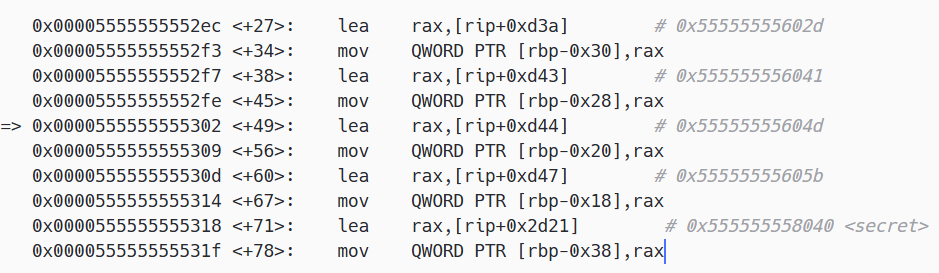 0x00005555555552ec <+27>: lea rax,[rip+0xd3a] # 0x55555555602d
0x00005555555552f3 <+34>: mov QWORD PTR [rbp-0x30],rax
0x00005555555552f7 <+38>: lea rax,[rip+0xd43] # 0x555555556041
0x00005555555552fe <+45>: mov QWORD PTR [rbp-0x28],rax
=> 0x0000555555555302 <+49>: lea rax,[rip+0xd44] # 0x55555555604d
0x0000555555555309 <+56>: mov QWORD PTR [rbp-0x20],rax
0x000055555555530d <+60>: lea rax,[rip+0xd47] # 0x55555555605b
0x0000555555555314 <+67>: mov QWORD PTR [rbp-0x18],rax
0x0000555555555318 <+71>: lea rax,[rip+0x2d21] # 0x555555558040 <secret>
0x000055555555531f <+78>: mov QWORD PTR [rbp-0x38],rax